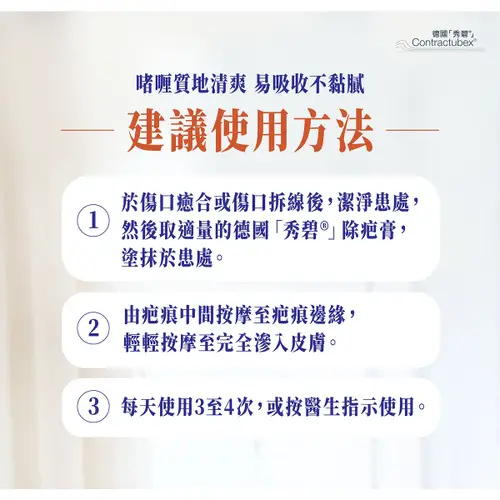 德國「秀碧®」
Contractubex®
啫喱質地清爽 易吸收不黏膩
建議使用方法
1
於傷口癒合或傷口拆線後，潔淨患處，
然後取適量的德國「秀碧®」除疤膏，
塗抹於患處。
2
由疤痕中間按摩至疤痕邊緣，
輕輕按摩至完全滲入皮膚。
3
每天使用3至4次，或按醫生指示使用。